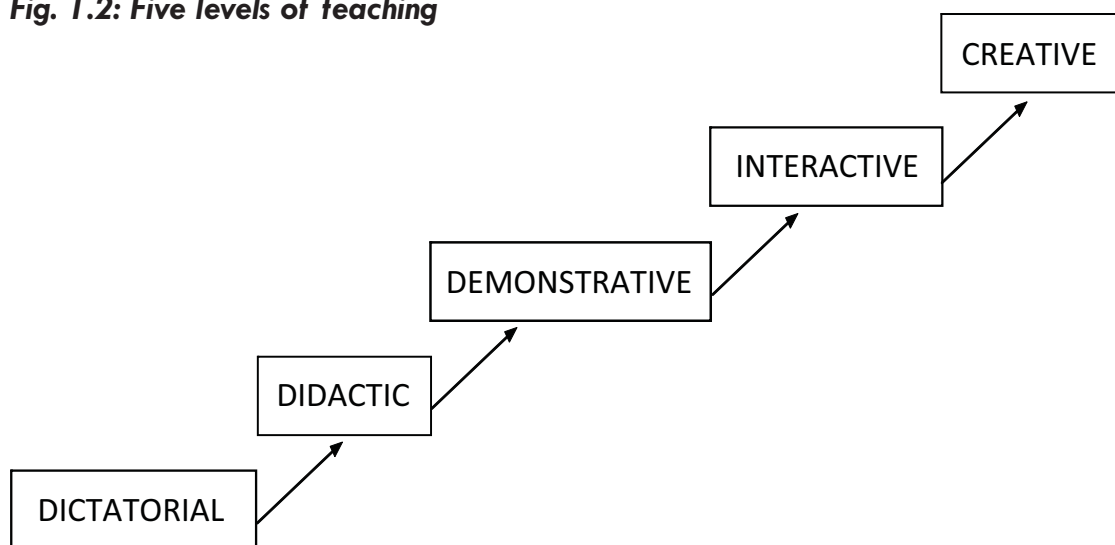 Fig. 1.2: Five levels of teaching
CREATIVE
INTERACTIVE
DEMONSTRATIVE
DIDACTIC
DICTATORIAL